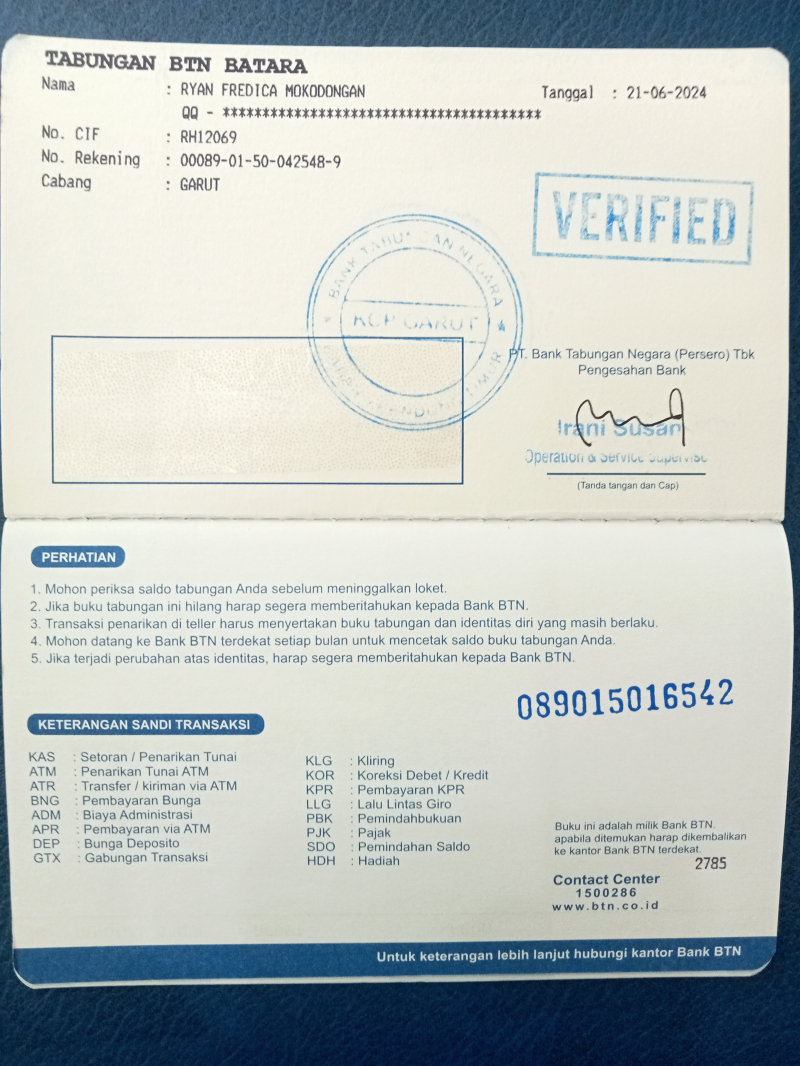 TABUNGAN BTN BATARA
Nama : RYAN FREDICA MOKODONGAN Tanggal : 21-06-2024
QQ - ****************************************
No. CIF : RH12069
No. Rekening : 00089-01-50-042548-9
Cabang : GARUT
VERIFIED
BANK TABUNGAN NEGARA
KCP GARUT
PT. Bank Tabungan Negara (Persero) Tbk
Pengesahan Bank
Irani Susan
Operation & Service Supervisor
(Tanda tangan dan Cap)
PERHATIAN
1. Mohon periksa saldo tabungan Anda sebelum meninggalkan loket.
2. Jika buku tabungan ini hilang harap segera memberitahukan kepada Bank BTN.
3. Transaksi penarikan di teller harus menyertakan buku tabungan dan identitas diri yang masih berlaku.
4. Mohon datang ke Bank BTN terdekat setiap bulan untuk mencetak saldo buku tabungan Anda.
5. Jika terjadi perubahan atas identitas, harap segera memberitahukan kepada Bank BTN.
089015016542
KETERANGAN SANDI TRANSAKSI
KAS : Setoran / Penarikan Tunai
ATM : Penarikan Tunai ATM
ATR : Transfer / kiriman via ATM
BNG : Pembayaran Bunga
ADM : Biaya Administrasi
APR : Pembayaran via ATM
DEP : Bunga Deposito
GTX : Gabungan Transaksi
KLG : Kliring
KOR : Koreksi Debet / Kredit
KPR : Pembayaran KPR
LLG : Lalu Lintas Giro
PBK : Pemindahbukuan
PJK : Pajak
SDO : Pemindahan Saldo
HDH : Hadiah
Buku ini adalah milik Bank BTN.
apabila ditemukan harap dikembalikan
ke kantor Bank BTN terdekat.
2785
Contact Center
1500286
www.btn.co.id
Untuk keterangan lebih lanjut hubungi kantor Bank BTN